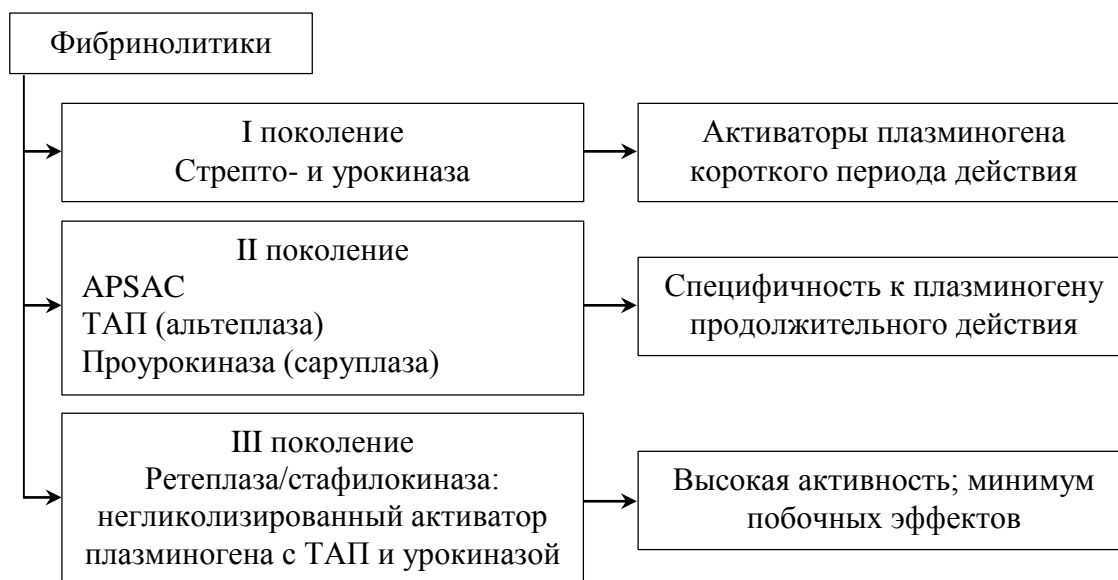 Фибринолитики
I поколение
Стрепто- и урокиназа
Активаторы плазминогена
короткого периода действия
II поколение
APSAC
ТАП (альтеплаза)
Проурокиназа (саруплаза)
Специфичность к плазминогену
продолжительного действия
III поколение
Ретеплаза/стафилокиназа:
негликолизированный активатор
плазминогена с ТАП и урокиназой
Высокая активность; минимум
побочных эффектов